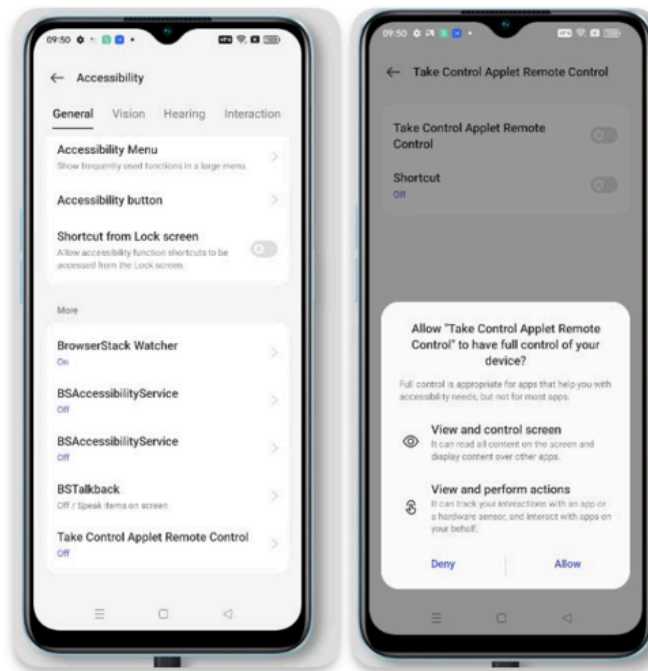 09:50
Accessibility
General Vision Hearing Interaction
Accessibility Menu
Show frequently used functions in a large menu.
Accessibility button
Shortcut from Lock screen
Allow accessibility function shortcuts to be
accessed from the Lock screen.
More
BrowserStack Watcher
On
BSAccessibilityService
Off
BSAccessibilityService
Off
BSTalkback
Off / Speak items on screen
Take Control Applet Remote Control
Off
09:50
Take Control Applet Remote Control
Take Control Applet Remote
Control
Shortcut
Off
Allow "Take Control Applet Remote
Control" to have full control of your
device?
Full control is appropriate for apps that help you with
accessibility needs, but not for most apps.
View and control screen
It can read all content on the screen and
display content over other apps.
View and perform actions
It can track your interactions with an app or
a hardware sensor, and interact with apps on
your behalf.
Deny Allow